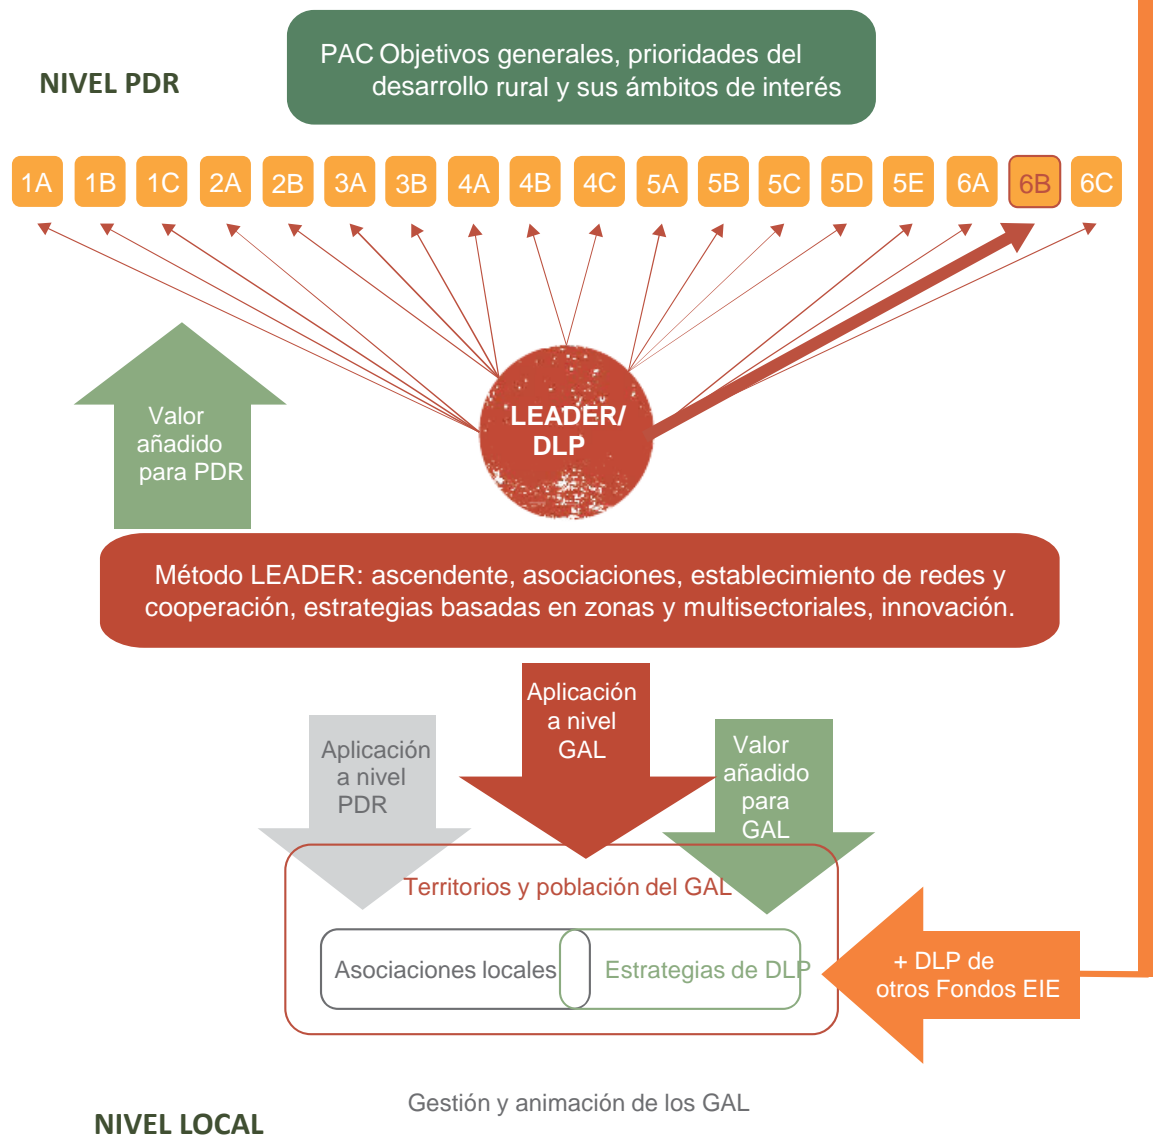 PAC Objetivos generales, prioridades del
desarrollo rural y sus ámbitos de interés
NIVEL PDR
1A 1B 1C 2A 2B 3A 3B 4A 4B 4C 5A 5B 5C 5D 5E 6A 6B 6C
LEADER/
DLP
Valor
añadido
para PDR
Método LEADER: ascendente, asociaciones, establecimiento de redes y
cooperación, estrategias basadas en zonas y multisectoriales, innovación.
Aplicación
a nivel
PDR
Aplicación
a nivel
GAL
Valor
añadido
para
GAL
Territorios y población del GAL
Asociaciones locales
Estrategias de DLP
+ DLP de
otros Fondos EIE
Gestión y animación de los GAL
NIVEL LOCAL